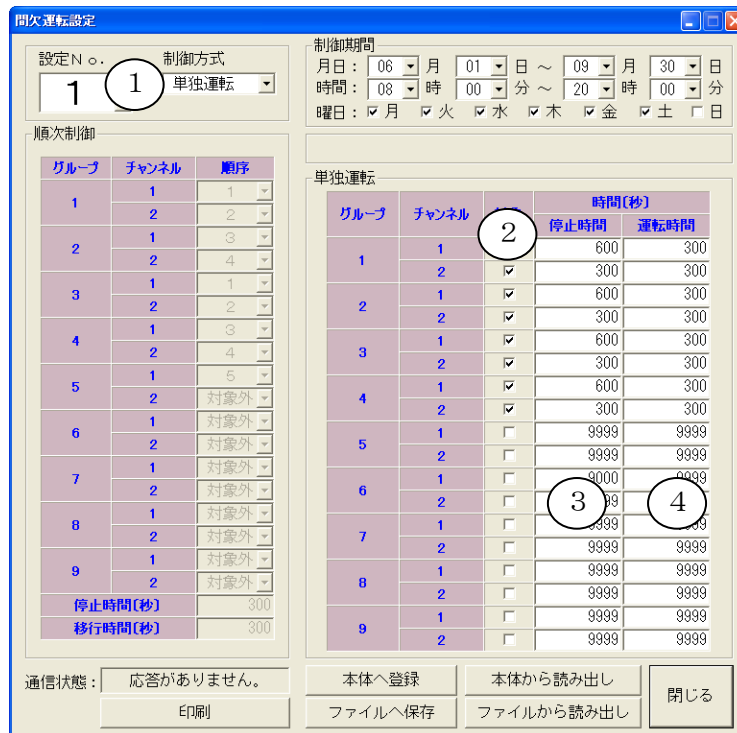 間欠運転設定
設定No.
制御方式
1
①
単独運転
制御期間
月日： 06 月 01 日 ～ 09 月 30 日
時間： 08 時 00 分 ～ 20 時 00 分
曜日： 月 火 水 木 金 土 日
順次制御
グループ チャンネル 順序
1 1 1
2 2
2 1 3
2 4
3 1 1
2 2
4 1 3
2 4
5 1 5
2 対象外
6 1 対象外
2 対象外
7 1 対象外
2 対象外
8 1 対象外
2 対象外
9 1 対象外
2 対象外
停止時間(秒) 300
移行時間(秒) 300
単独運転
グループ チャンネル ② 時間(秒)
停止時間 運転時間
1 1 600 300
2 300 300
2 1 600 300
2 300 300
3 1 600 300
2 300 300
4 1 600 300
2 300 300
5 1 9999 9999
2 9999 9999
6 1 9000 9999
2 ③ ④
7 1
2 9999 9999
8 1 9999 9999
2 9999 9999
9 1 9999 9999
2 9999 9999
通信状態： 応答がありません。
印刷
本体へ登録 本体から読み出し
ファイルへ保存 ファイルから読み出し
閉じる